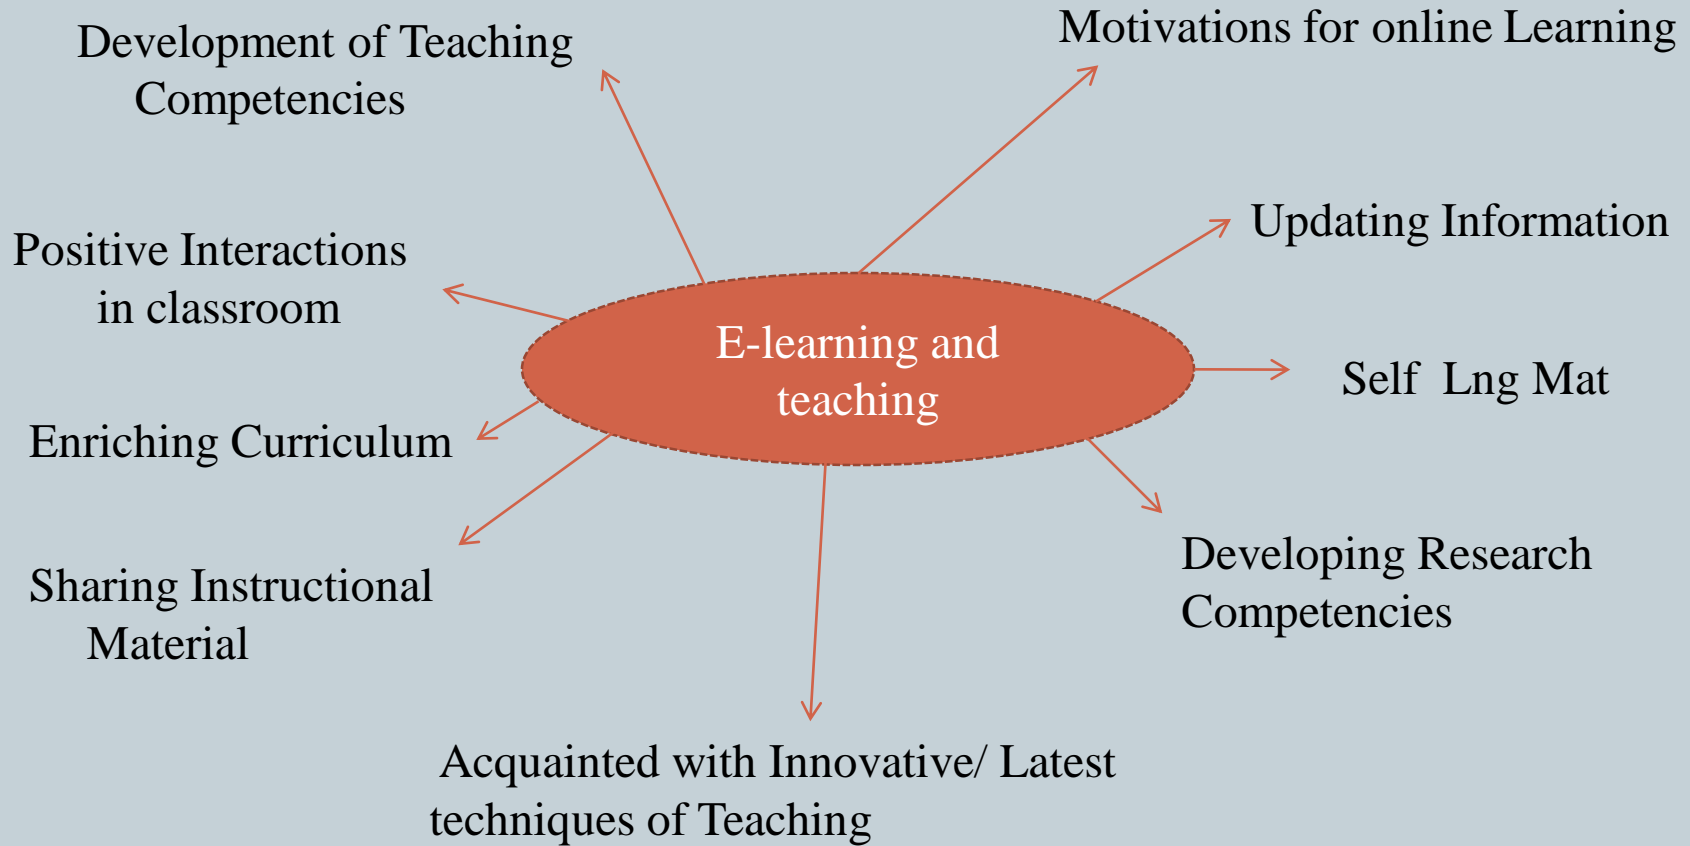 Development of Teaching
Competencies
Motivations for online Learning
Positive Interactions
in classroom
Updating Information
E-learning and
teaching
Self Lng Mat
Enriching Curriculum
Sharing Instructional
Material
Developing Research
Competencies
Acquainted with Innovative/ Latest
techniques of Teaching